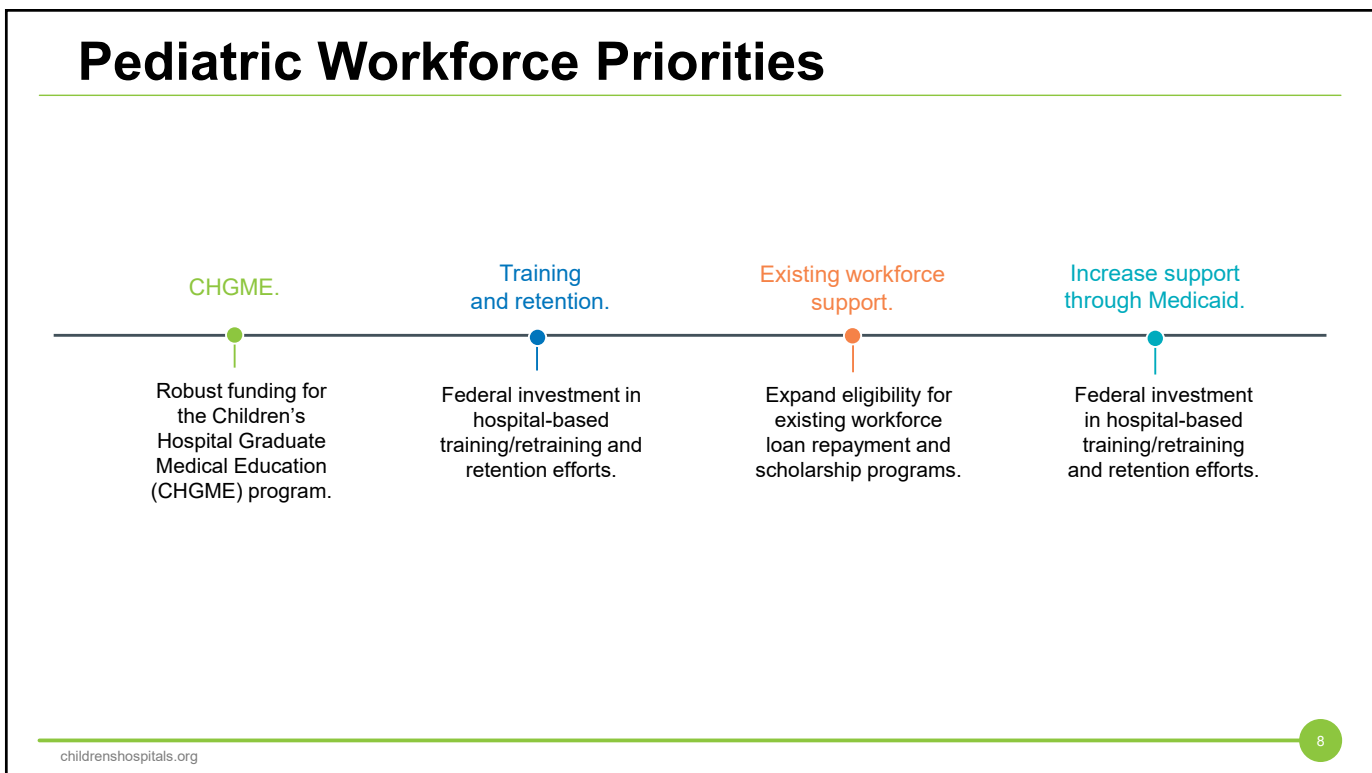 Pediatric Workforce Priorities
CHGME.
Robust funding for
the Children’s
Hospital Graduate
Medical Education
(CHGME) program.
Training
and retention.
Federal investment in
hospital-based
training/retraining and
retention efforts.
Existing workforce
support.
Expand eligibility for
existing workforce
loan repayment and
scholarship programs.
Increase support
through Medicaid.
Federal investment
in hospital-based
training/retraining
and retention efforts.
childrenshospitals.org
8